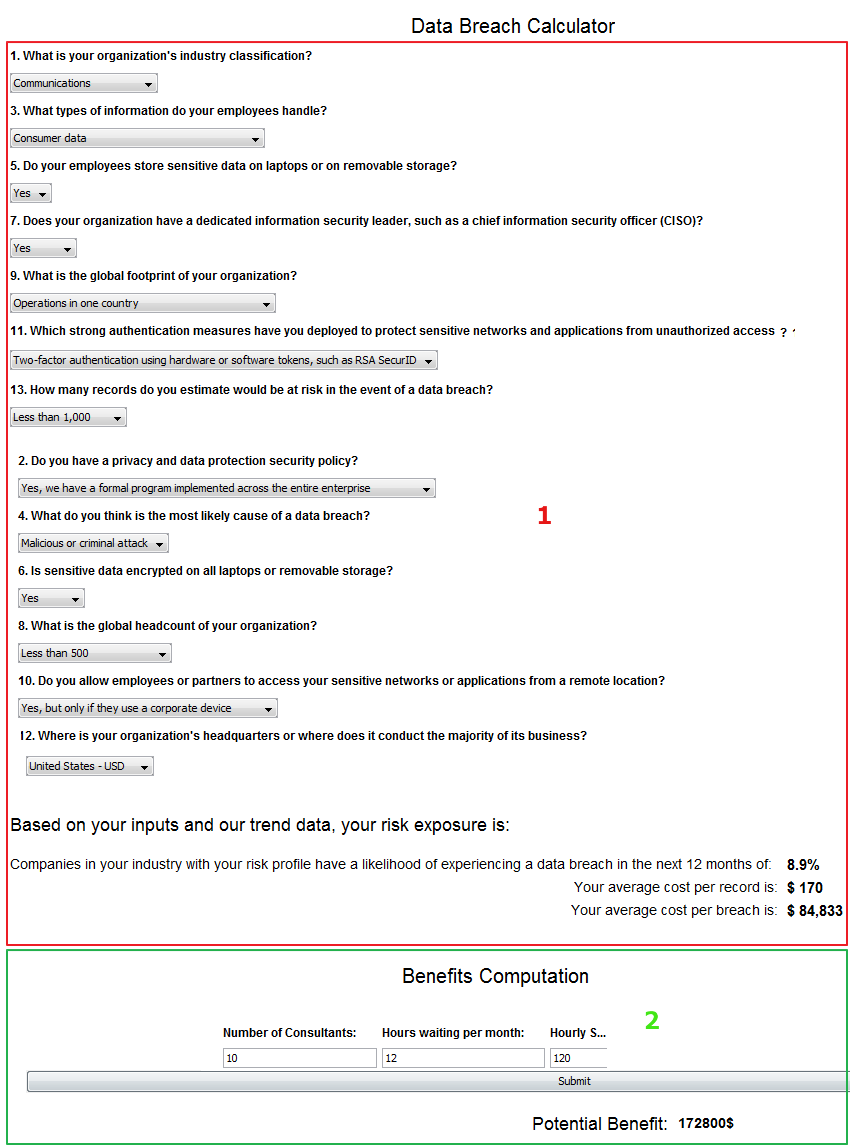 Data Breach Calculator
1. What is your organization's industry classification?
Communications
3. What types of information do your employees handle?
Consumer data
5. Do your employees store sensitive data on laptops or on removable storage?
Yes
7. Does your organization have a dedicated information security leader, such as a chief information security officer (CISO)?
Yes
9. What is the global footprint of your organization?
Operations in one country
11. Which strong authentication measures have you deployed to protect sensitive networks and applications from unauthorized access ?
Two-factor authentication using hardware or software tokens, such as RSA SecurID
13. How many records do you estimate would be at risk in the event of a data breach?
Less than 1,000
2. Do you have a privacy and data protection security policy?
Yes, we have a formal program implemented across the entire enterprise
4. What do you think is the most likely cause of a data breach?
1
Malicious or criminal attack
6. Is sensitive data encrypted on all laptops or removable storage?
Yes
8. What is the global headcount of your organization?
Less than 500
10. Do you allow employees or partners to access your sensitive networks or applications from a remote location?
Yes, but only if they use a corporate device
12. Where is your organization's headquarters or where does it conduct the majority of its business?
United States - USD
Based on your inputs and our trend data, your risk exposure is:
Companies in your industry with your risk profile have a likelihood of experiencing a data breach in the next 12 months of: 8.9%
Your average cost per record is: $ 170
Your average cost per breach is: $ 84,833
Benefits Computation
2
Number of Consultants: Hours waiting per month: Hourly S...
10 12 120
Submit
Potential Benefit: 172800$